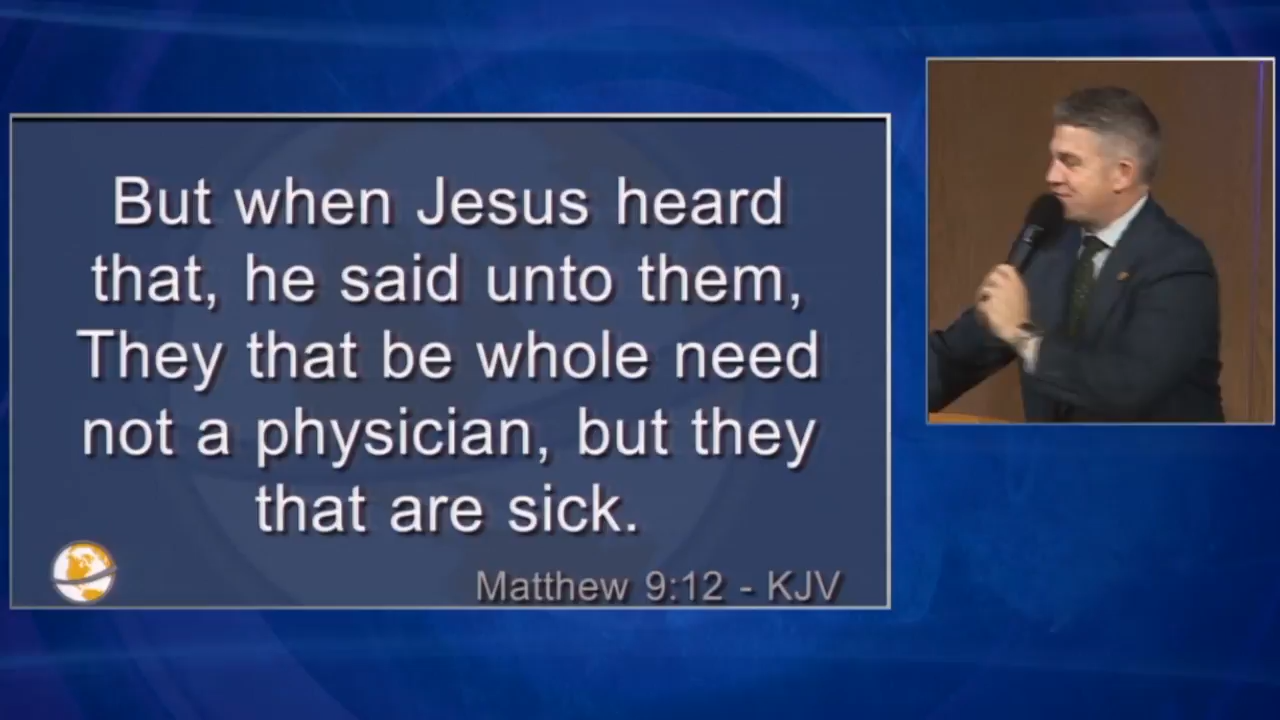 But when Jesus heard
that, he said unto them,
They that be whole need
not a physician, but they
that are sick.
Matthew 9:12 - KJV